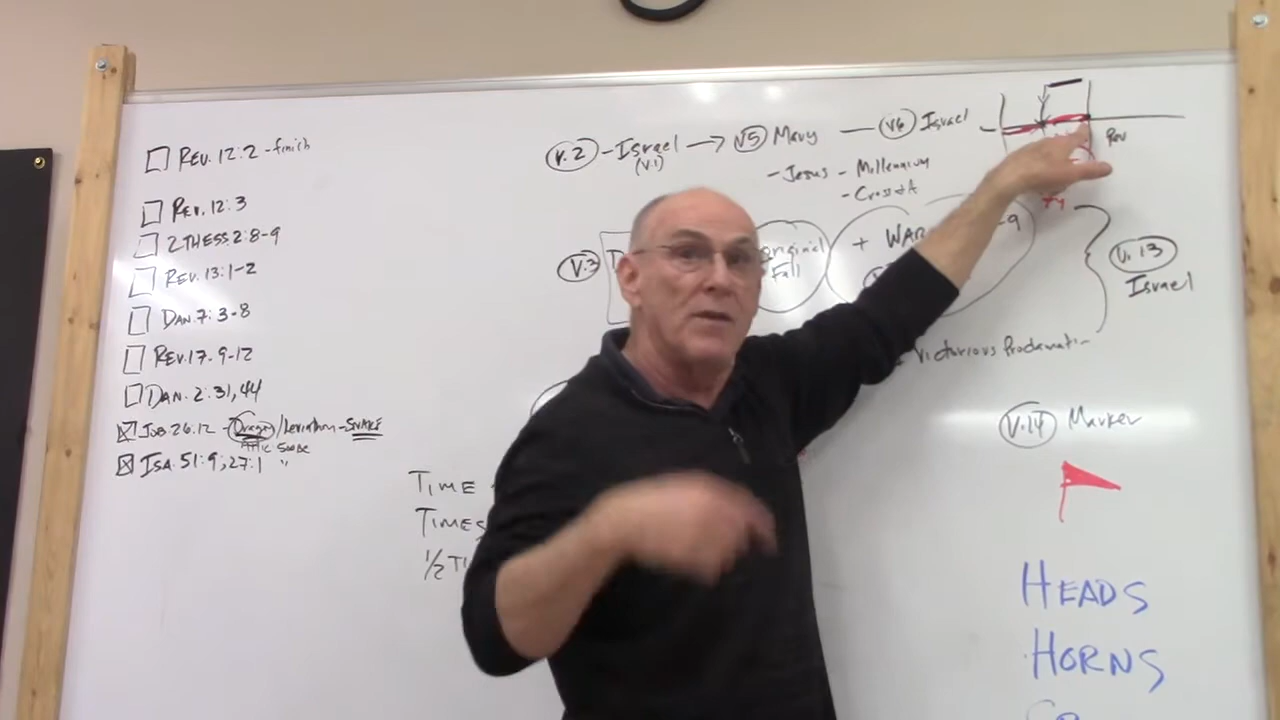 REV. 12:2 - finish
REV. 12:3
2 THESS 2:8-9
REV. 13:1-2
DAN. 7:3-8
REV. 17:9-12
DAN. 2:31,44
JOB. 26:12 - Dragon/Leviathan - SNAKE
ISA. 51:9, 27:1 "
V.2 - Israel → V5 Mary — V6 Israel
(V.1)
- Jesus - Millennium
- Cross
Rev
V.3
Original
Fall
+ WAR
-9
V.13
Israel
Victorious Proclamation
V.14 Marker
TIME
TIMES
1/2 TI
HEADS
HORNS